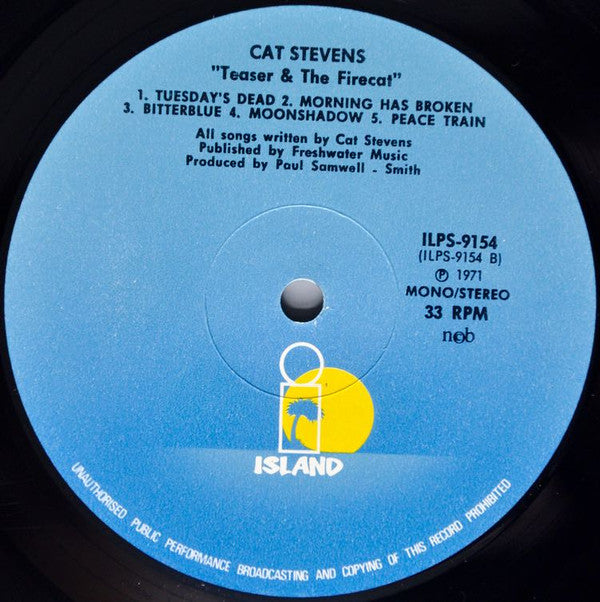 CAT STEVENS
"Teaser & The Firecat"
1. TUESDAY'S DEAD 2. MORNING HAS BROKEN
3. BITTERBLUE 4. MOONSHADOW 5. PEACE TRAIN
All songs written by Cat Stevens
Published by Freshwater Music
Produced by Paul Samwell - Smith
ILPS-9154
(ILPS-9154 B)
℗ 1971
MONO/STEREO
33 RPM
ncb
ISLAND
UNAUTHORISED PUBLIC PERFORMANCE BROADCASTING AND COPYING OF THIS RECORD PROHIBITED